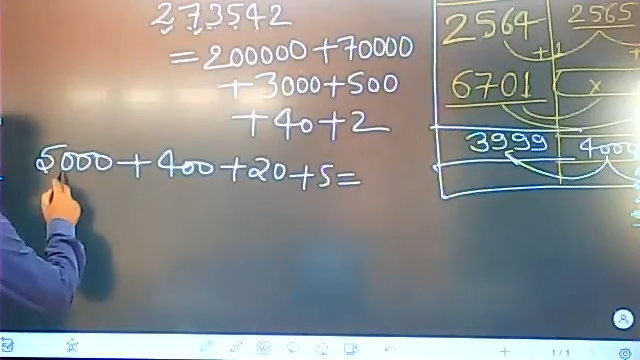 273542
= 200000 + 70000
+ 3000 + 500
+ 40 + 2
5000 + 400 + 20 + 5 =
2564 2565
+1
6701 x
3999 4000
1/1